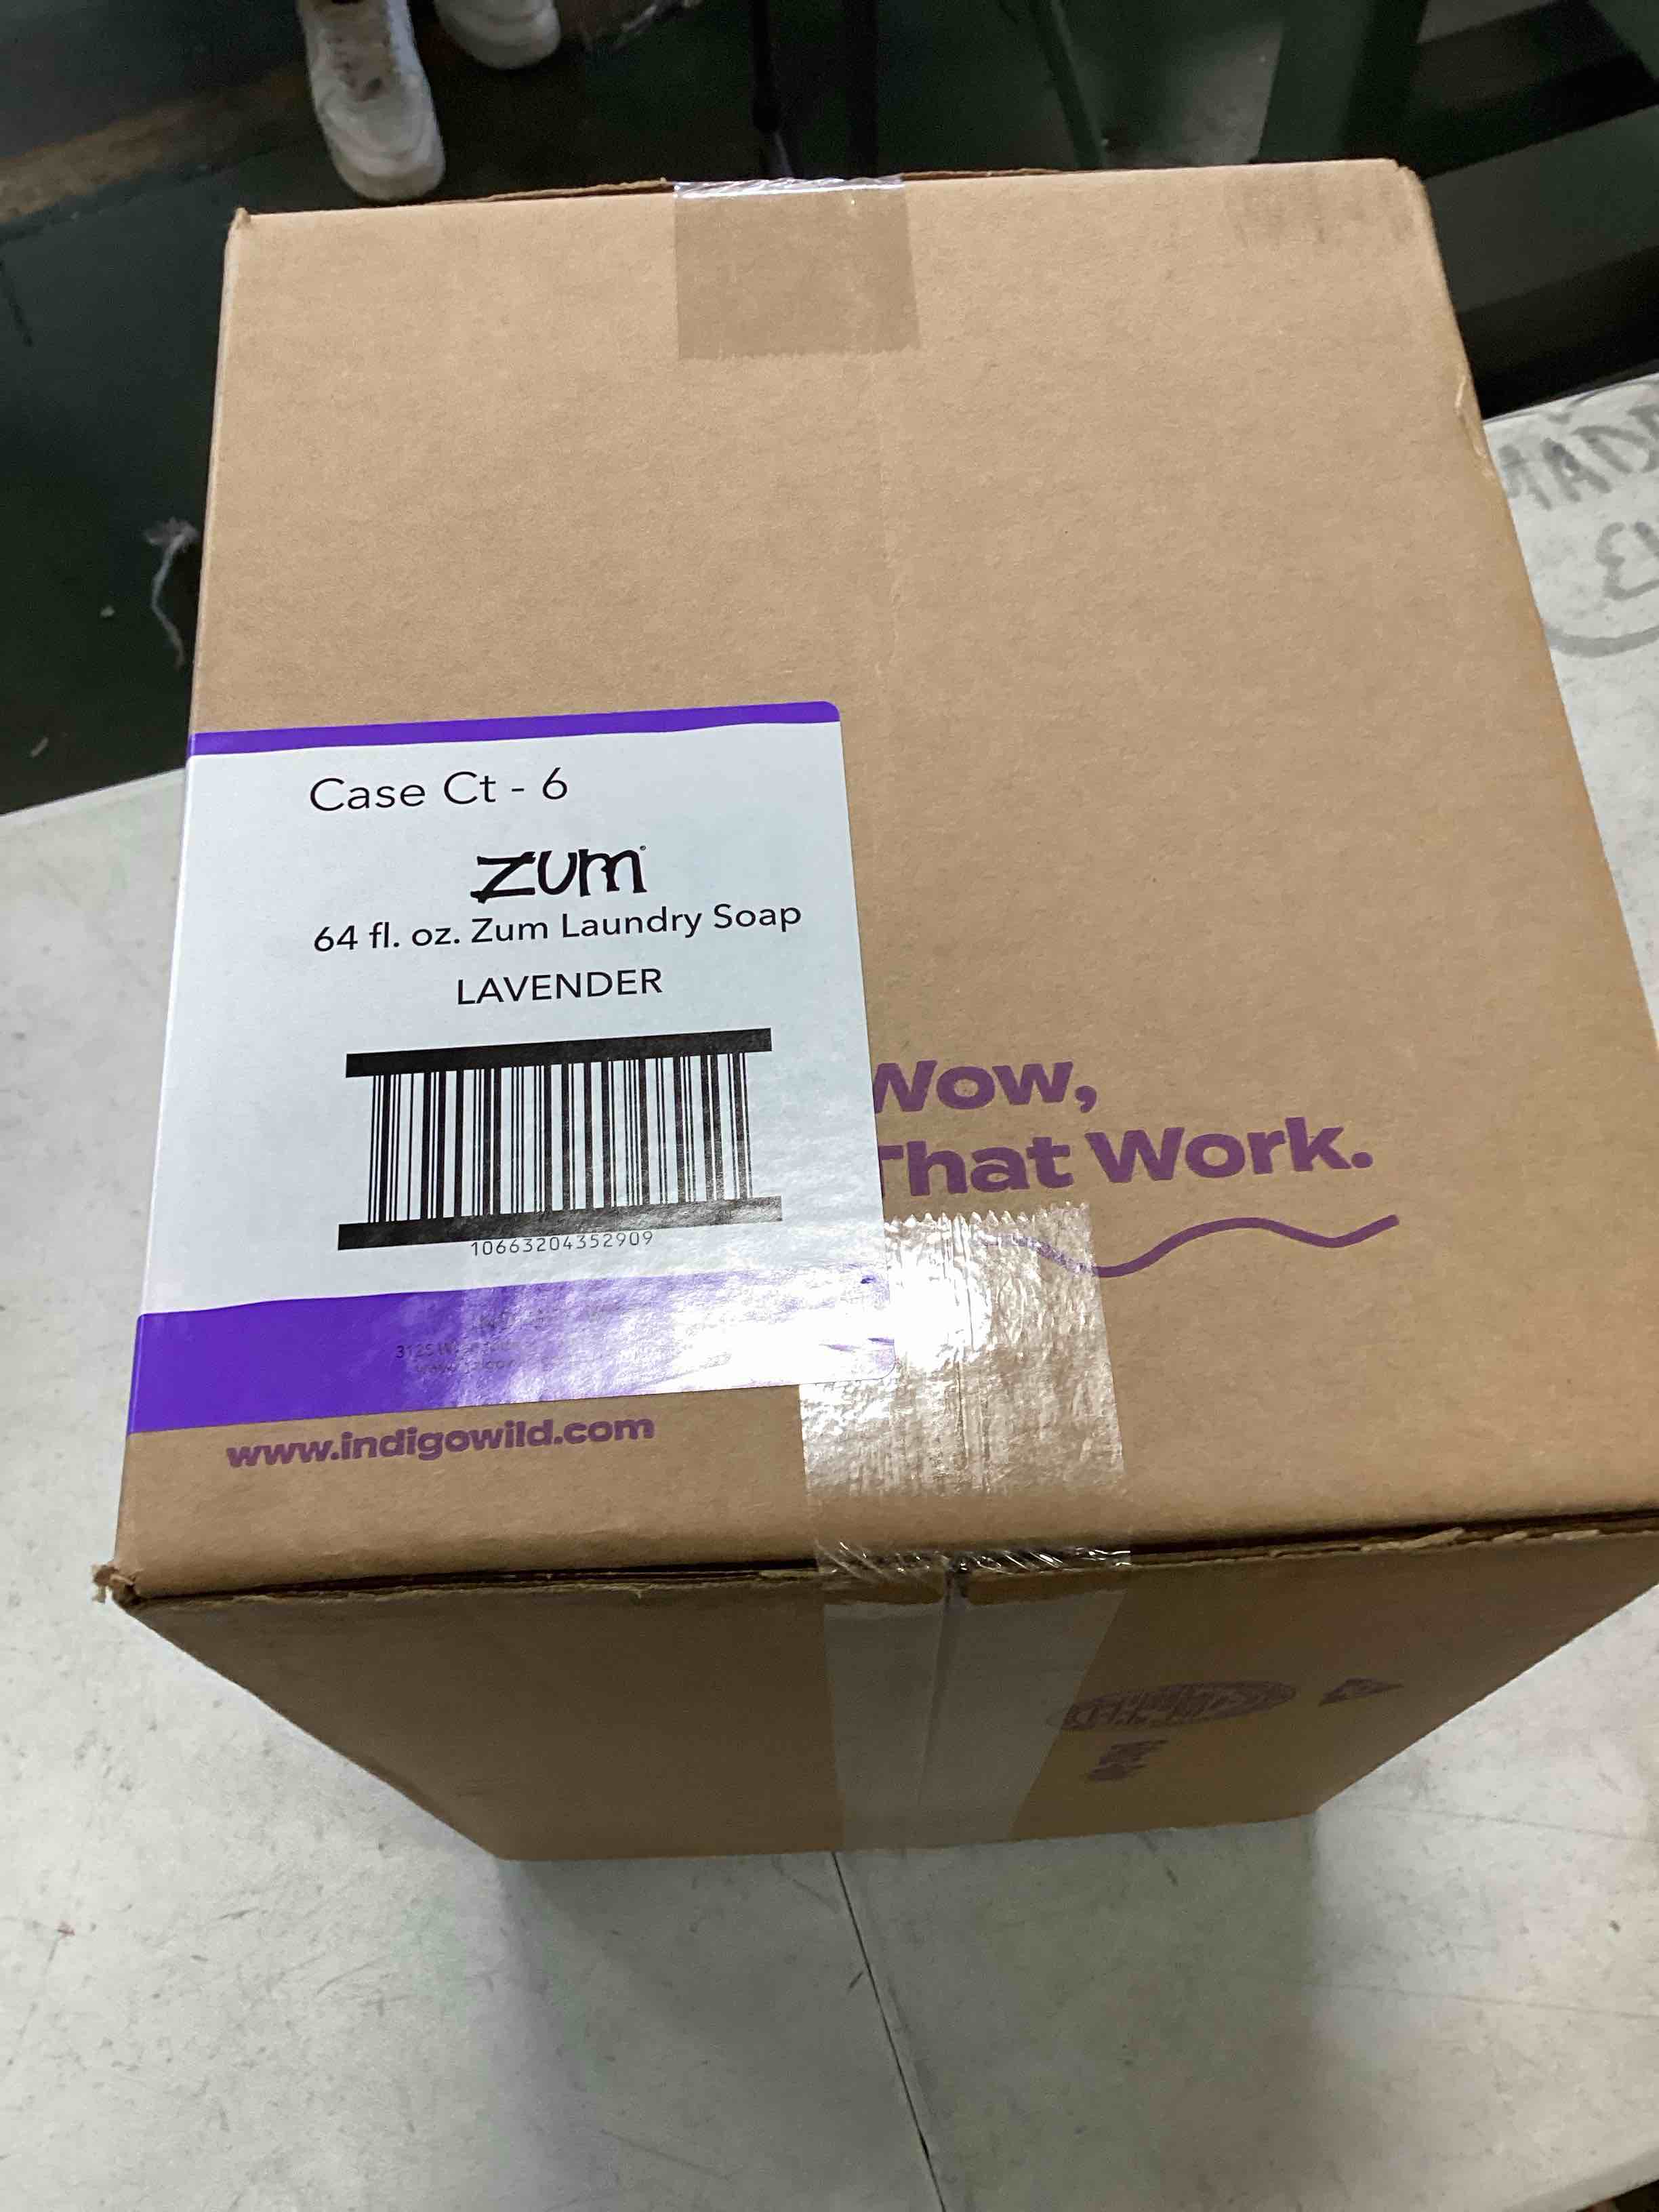 Case Ct - 6
zum
64 fl. oz. Zum Laundry Soap
LAVENDER
10663204352909
Wow,
That Work.
www.indigowild.com